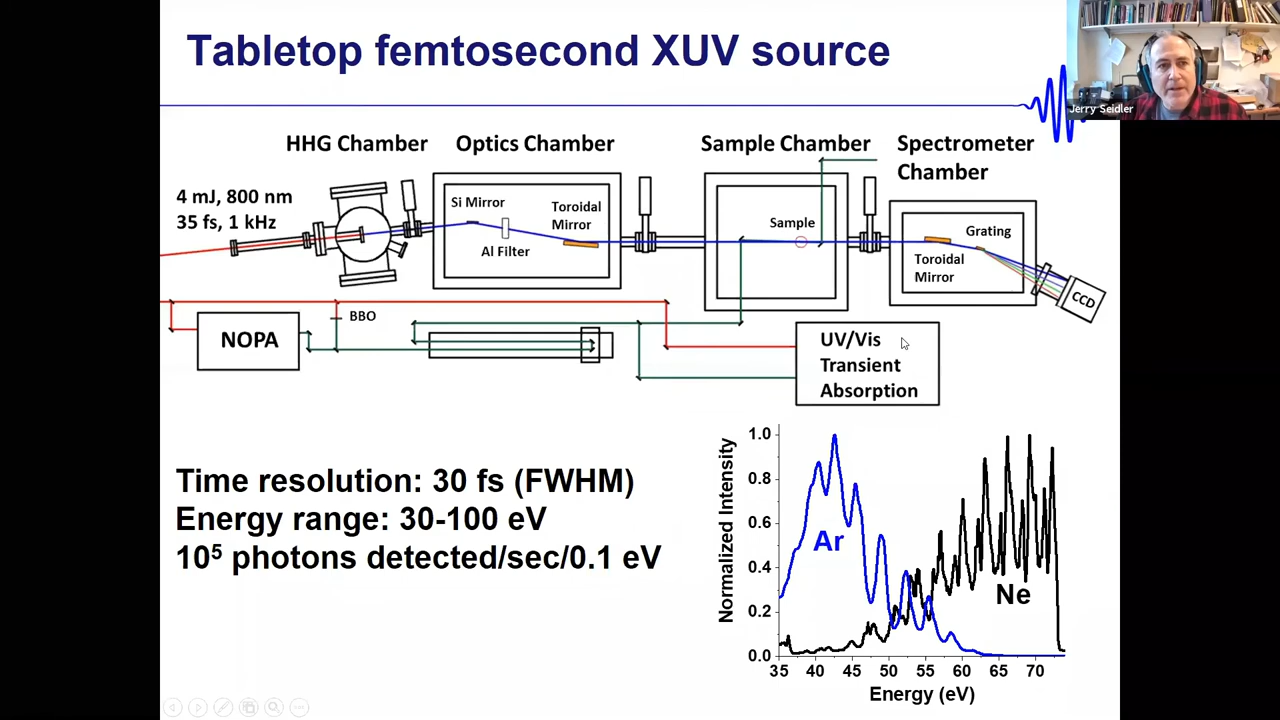 Tabletop femtosecond XUV source
Jerry Seidler
HHG Chamber
Optics Chamber
Sample Chamber
Spectrometer
Chamber
4 mJ, 800 nm
35 fs, 1 kHz
Si Mirror
Al Filter
Toroidal
Mirror
Sample
Grating
Toroidal
Mirror
CCD
NOPA
BBO
UV/Vis
Transient
Absorption
Time resolution: 30 fs (FWHM)
Energy range: 30-100 eV
10⁵ photons detected/sec/0.1 eV
Normalized Intensity
1.0
0.8
0.6
0.4
0.2
0.0
Ar
Ne
35 40 45 50 55 60 65 70
Energy (eV)